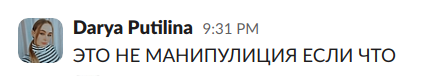 Darya Putilina 9:31 PM
ЭТО НЕ МАНИПУЛИЦИЯ ЕСЛИ ЧТО